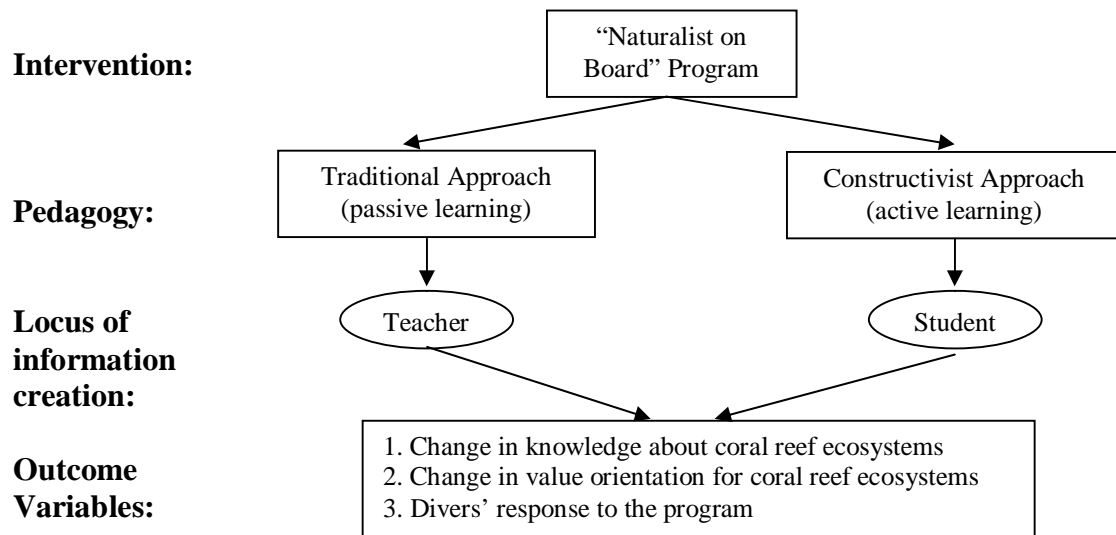 Intervention:
“Naturalist on
Board” Program
Pedagogy:
Traditional Approach
(passive learning)
Constructivist Approach
(active learning)
Locus of
information
creation:
Teacher
Student
Outcome
Variables:
1. Change in knowledge about coral reef ecosystems
2. Change in value orientation for coral reef ecosystems
3. Divers’ response to the program